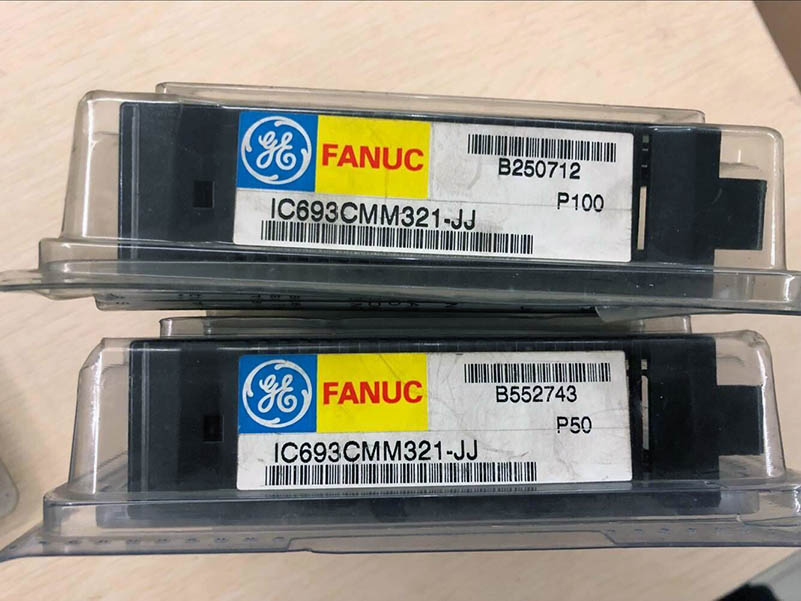 GE FANUC
B250712
P100
IC693CMM321-JJ
GE FANUC
B552743
P50
IC693CMM321-JJ